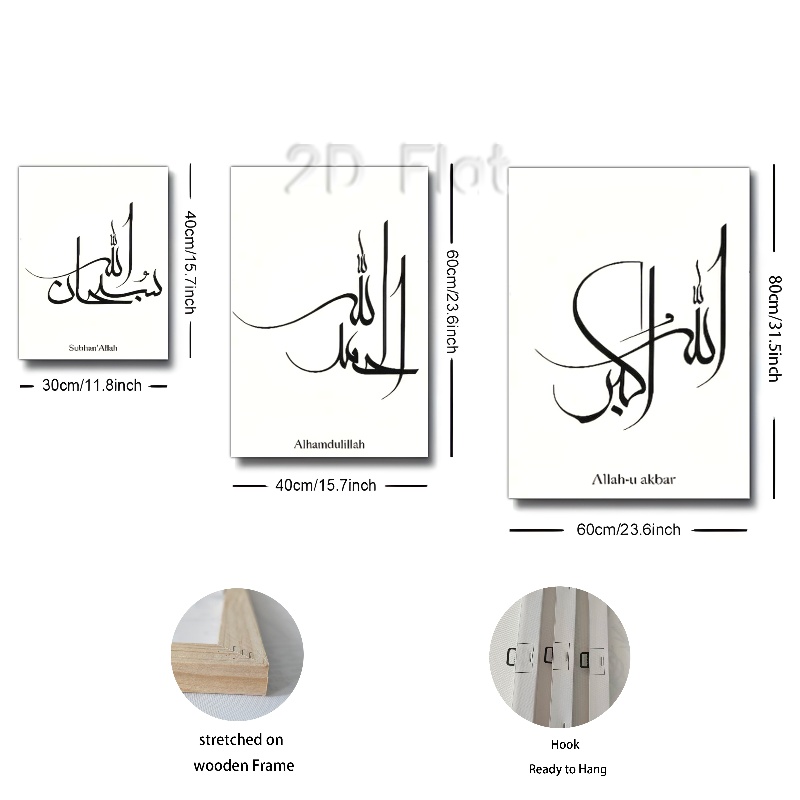 2D Flat
سبحان الله
Subhan'Allah
40cm/15.7inch
30cm/11.8inch
الحمد لله
Alhamdulillah
60cm/23.6inch
40cm/15.7inch
الله اكبر
Allah-u akbar
80cm/31.5inch
60cm/23.6inch
stretched on
wooden Frame
Hook
Ready to Hang